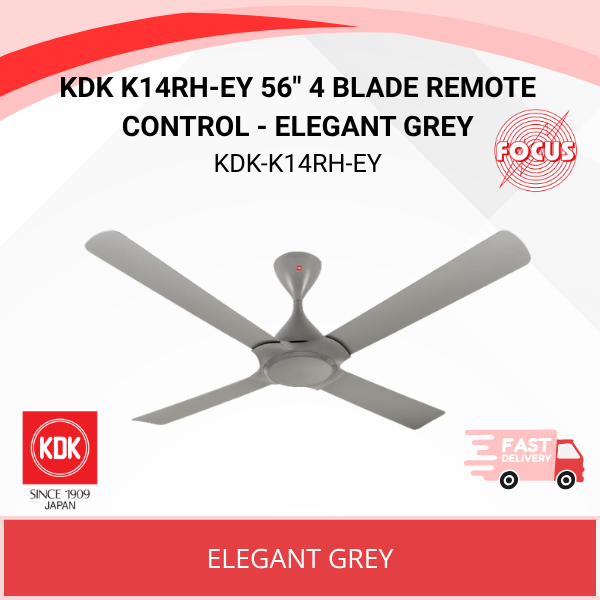 KDK K14RH-EY 56" 4 BLADE REMOTE
CONTROL - ELEGANT GREY
KDK-K14RH-EY
FOCUS
KDK
SINCE 1909
JAPAN
FAST
DELIVERY
ELEGANT GREY